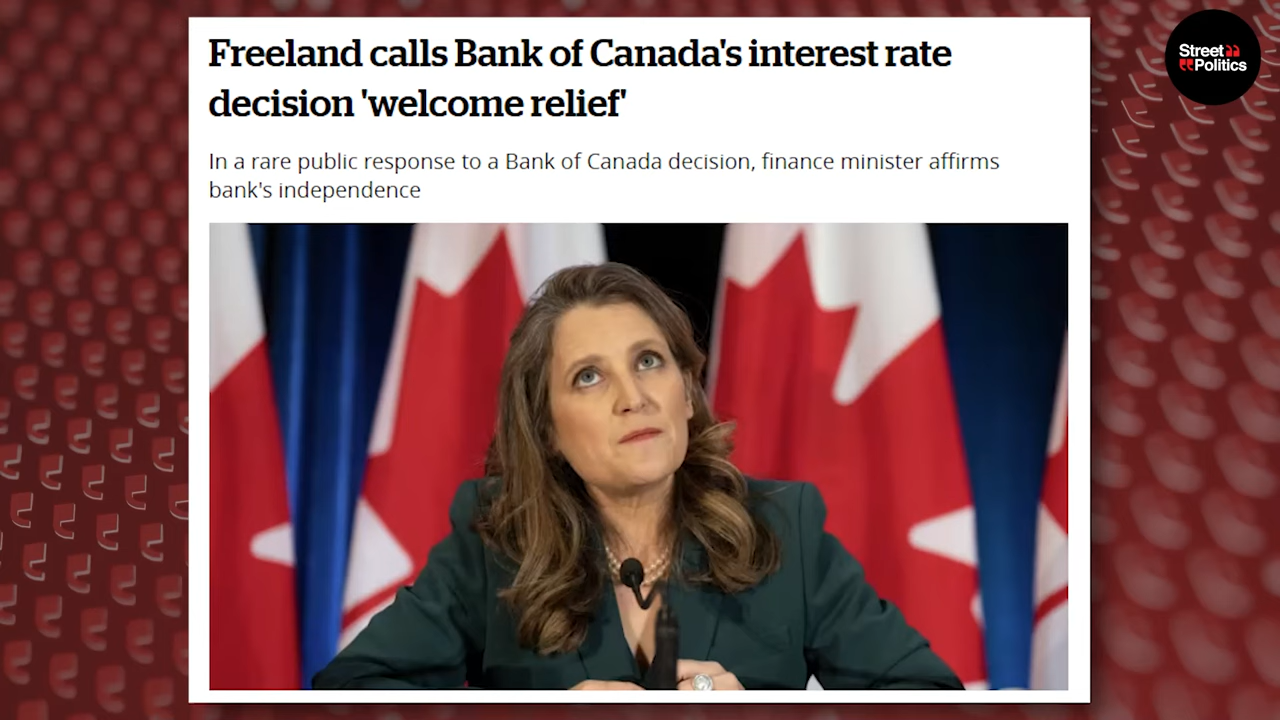 Freeland calls Bank of Canada's interest rate
decision 'welcome relief'
In a rare public response to a Bank of Canada decision, finance minister affirms
bank's independence
Street
Politics